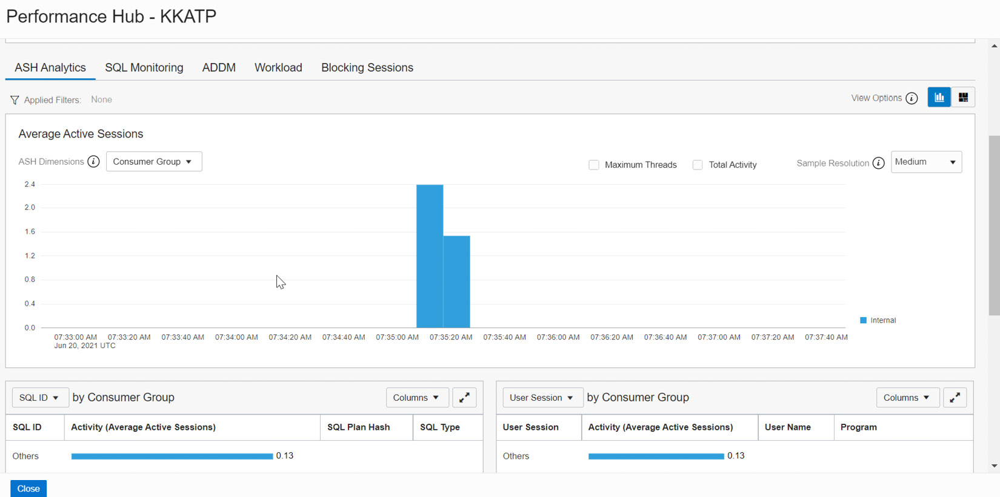 Performance Hub - KKATP
ASH Analytics SQL Monitoring ADDM Workload Blocking Sessions
Applied Filters: None View Options i
Average Active Sessions
ASH Dimensions i Consumer Group Maximum Threads Total Activity Sample Resolution i Medium
2.4
2.0
1.6
1.2
0.8
0.4
0.0
Internal
07:33:00 AM 07:33:20 AM 07:33:40 AM 07:34:00 AM 07:34:20 AM 07:34:40 AM 07:35:00 AM 07:35:20 AM 07:35:40 AM 07:36:00 AM 07:36:20 AM 07:36:40 AM 07:37:00 AM 07:37:20 AM 07:37:40 AM
Jun 20, 2021 UTC
SQL ID by Consumer Group Columns
SQL ID Activity (Average Active Sessions) SQL Plan Hash SQL Type
Others 0.13
User Session by Consumer Group Columns
User Session Activity (Average Active Sessions) User Name Program
Others 0.13
Close